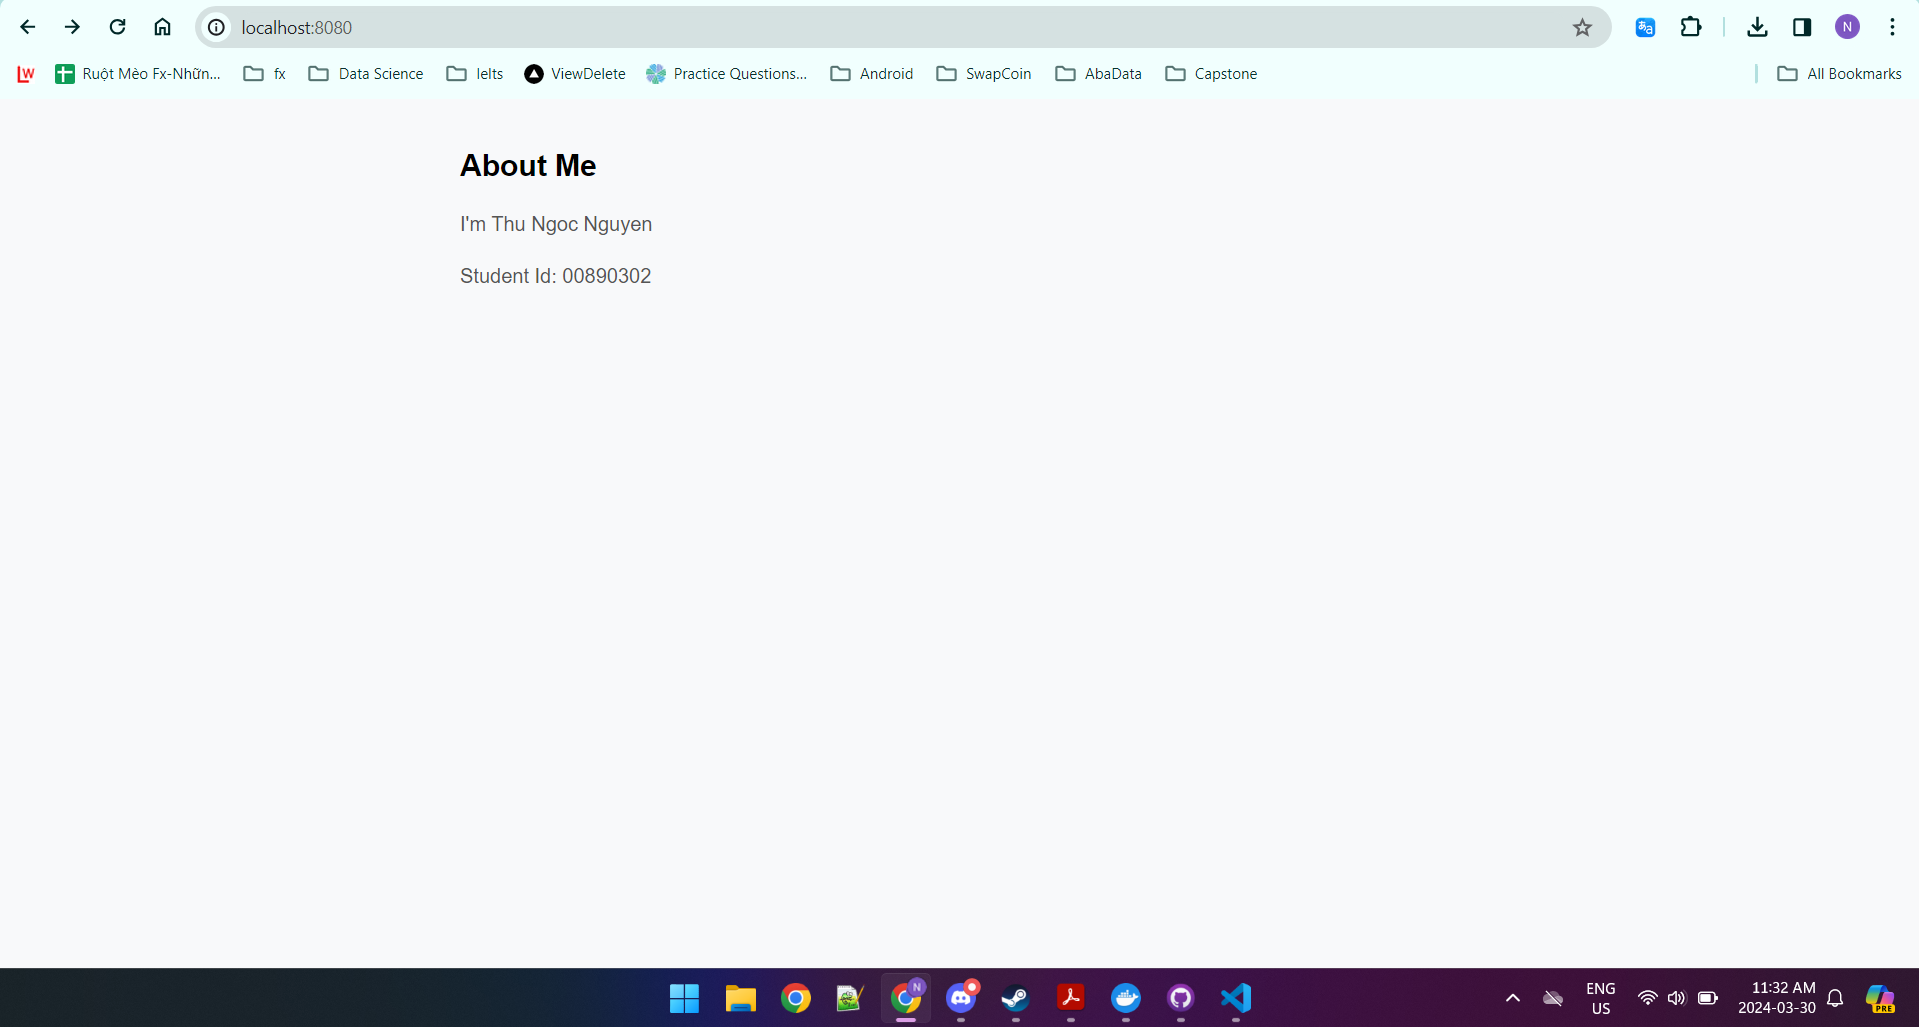 localhost:8080
LW
Ruột Mèo Fx-Nhữn...
fx
Data Science
Ielts
ViewDelete
Practice Questions...
Android
SwapCoin
AbaData
Capstone
All Bookmarks
N
About Me
I'm Thu Ngoc Nguyen
Student Id: 00890302
N
ENG
US
11:32 AM
2024-03-30
PRE